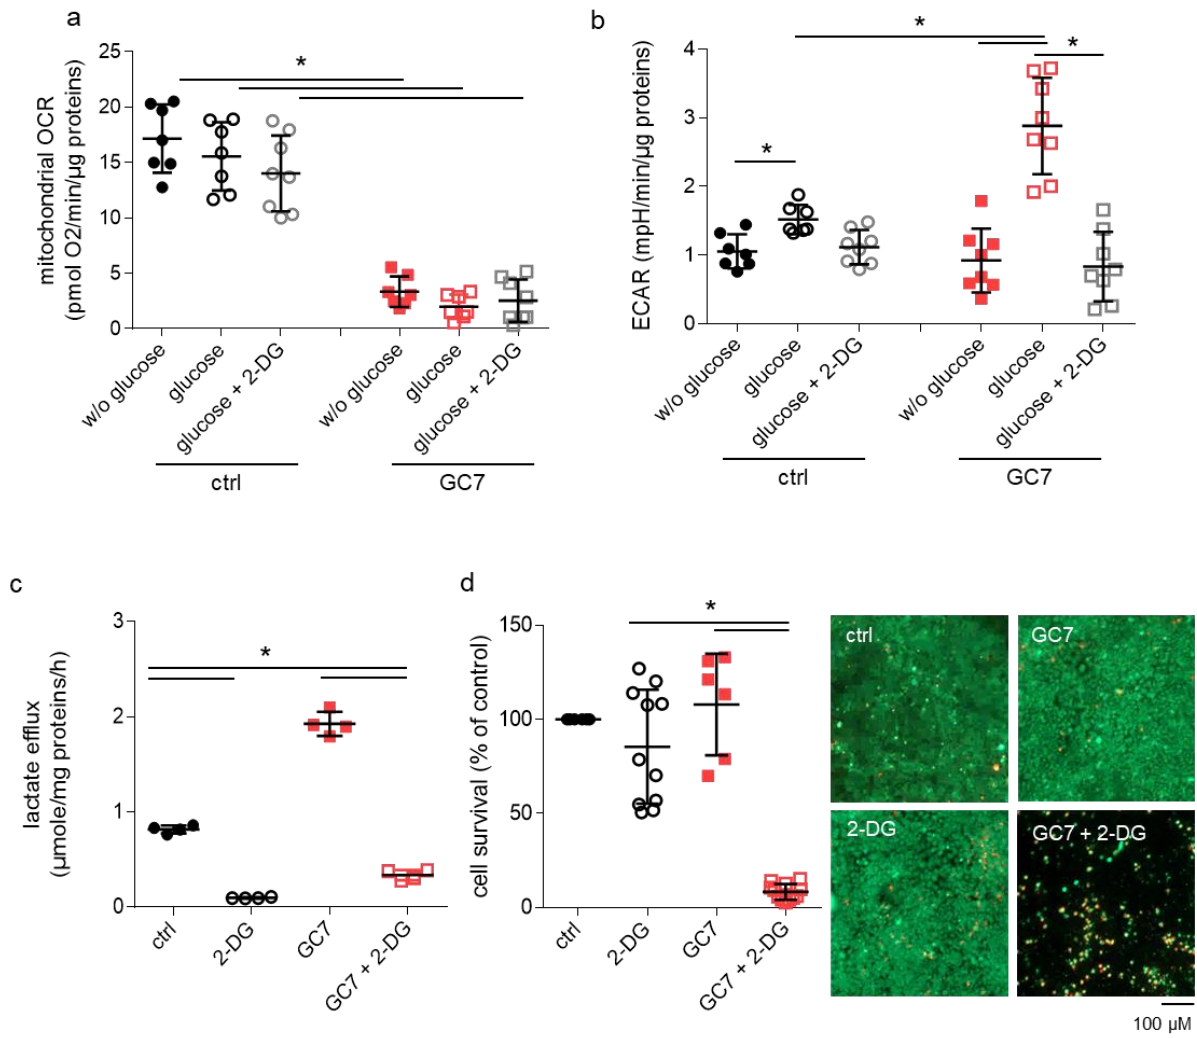 a
mitochondrial OCR
(pmol O2/min/µg proteins)
25
20
15
10
5
0
w/o glucose
glucose
glucose + 2-DG
w/o glucose
glucose
glucose + 2-DG
ctrl
GC7
*
b
ECAR (mpH/min/µg proteins)
4
3
2
1
0
w/o glucose
glucose
glucose + 2-DG
w/o glucose
glucose
glucose + 2-DG
ctrl
GC7
*
*
*
c
lactate efflux
(µmole/mg proteins/h)
3
2
1
0
ctrl
2-DG
GC7
GC7 + 2-DG
*
d
cell survival (% of control)
150
100
50
0
ctrl
2-DG
GC7
GC7 + 2-DG
*
ctrl
GC7
2-DG
GC7 + 2-DG
100 µM